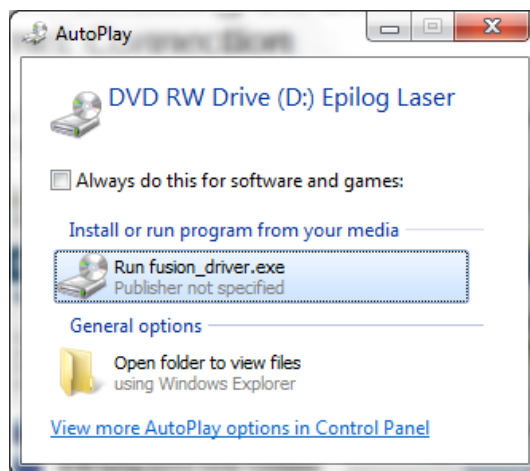 AutoPlay
DVD RW Drive (D:) Epilog Laser
Always do this for software and games:
Install or run program from your media
Run fusion_driver.exe
Publisher not specified
General options
Open folder to view files
using Windows Explorer
View more AutoPlay options in Control Panel